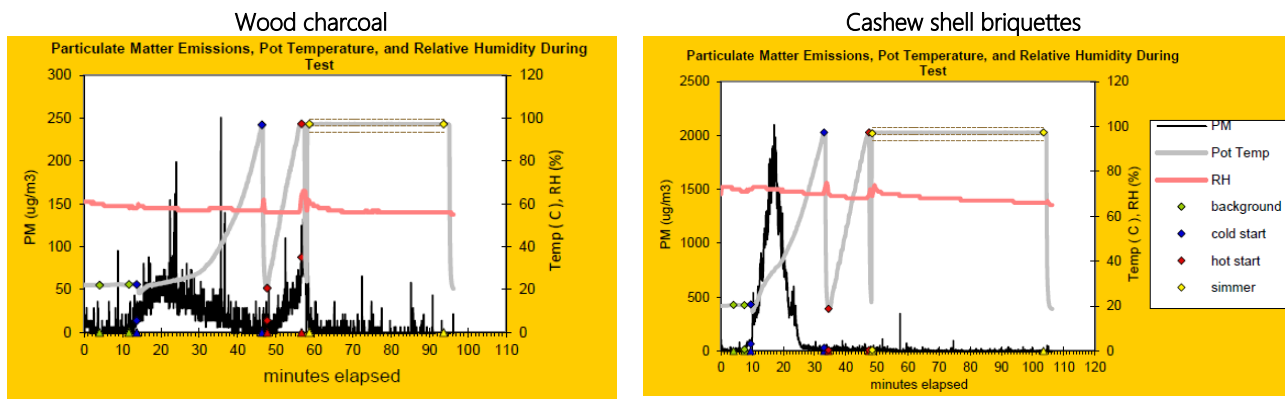 Wood charcoal
Particulate Matter Emissions, Pot Temperature, and Relative Humidity During
Test
300
250
200
150
100
50
0
PM (ug/m3)
120
100
80
60
40
20
0
Temp ( C ), RH (%)
0 10 20 30 40 50 60 70 80 90 100 110
minutes elapsed
Cashew shell briquettes
Particulate Matter Emissions, Pot Temperature, and Relative Humidity During
Test
2500
2000
1500
1000
500
0
PM (ug/m3)
120
100
80
60
40
20
0
Temp ( C ), RH (%)
0 10 20 30 40 50 60 70 80 90 100 110 120
minutes elapsed
PM
Pot Temp
RH
background
cold start
hot start
simmer